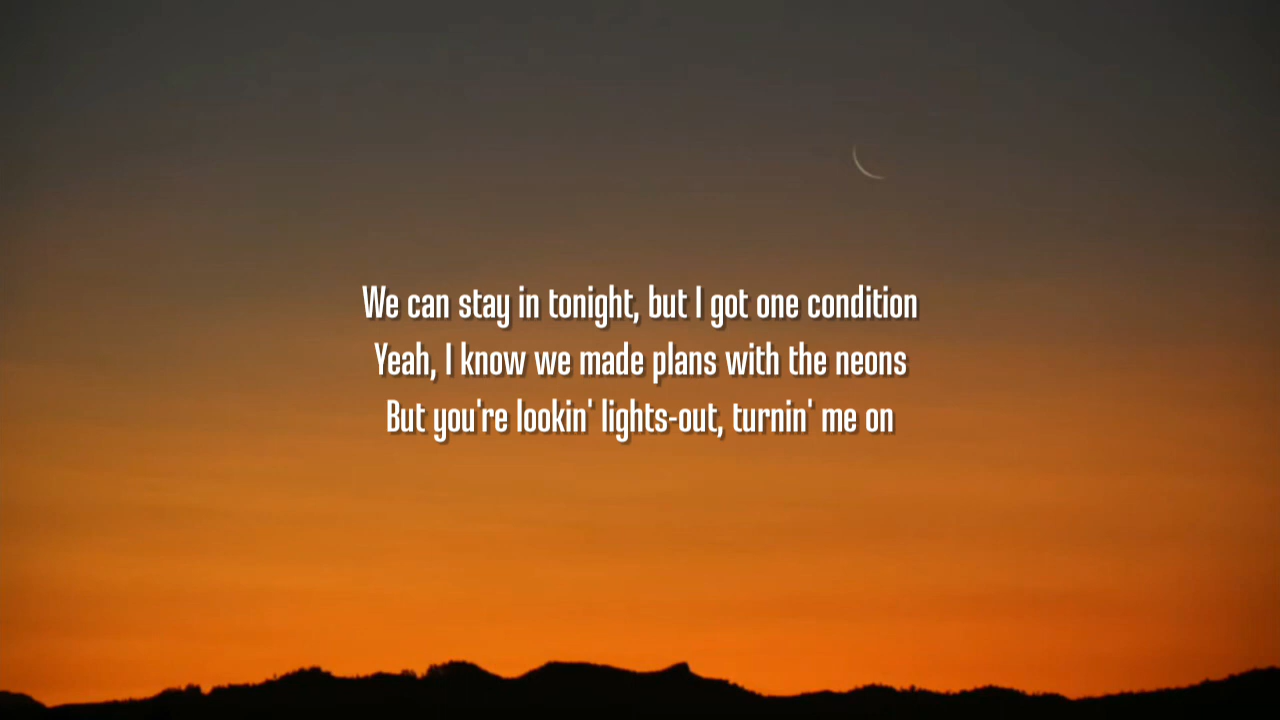 We can stay in tonight, but I got one condition
Yeah, I know we made plans with the neons
But you're lookin' lights-out, turnin' me on